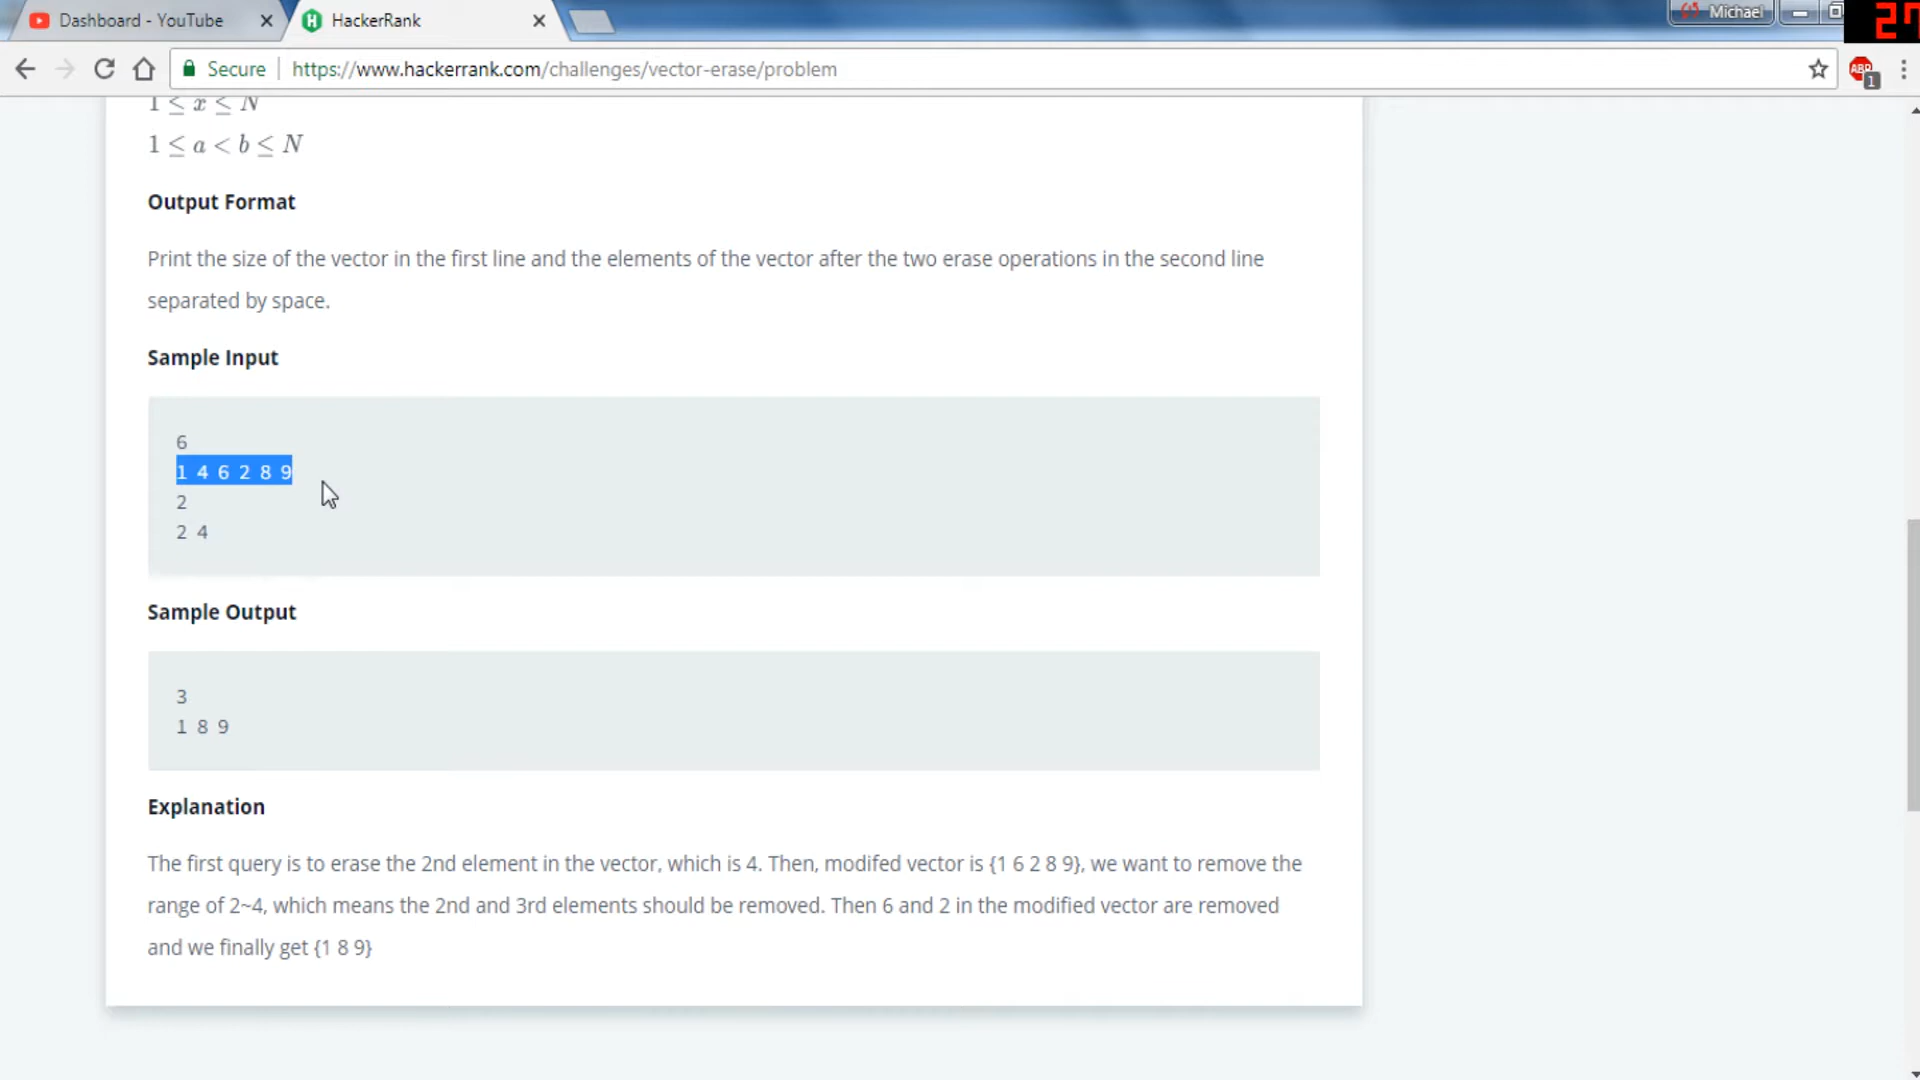 Dashboard - YouTube
HackerRank
Michael
27
Secure
https://www.hackerrank.com/challenges/vector-erase/problem
ABP
1
1 ≤ x ≤ N
1 ≤ a < b ≤ N
Output Format
Print the size of the vector in the first line and the elements of the vector after the two erase operations in the second line
separated by space.
Sample Input
6
1 4 6 2 8 9
2
2 4
Sample Output
3
1 8 9
Explanation
The first query is to erase the 2nd element in the vector, which is 4. Then, modifed vector is {1 6 2 8 9}, we want to remove the
range of 2~4, which means the 2nd and 3rd elements should be removed. Then 6 and 2 in the modified vector are removed
and we finally get {1 8 9}